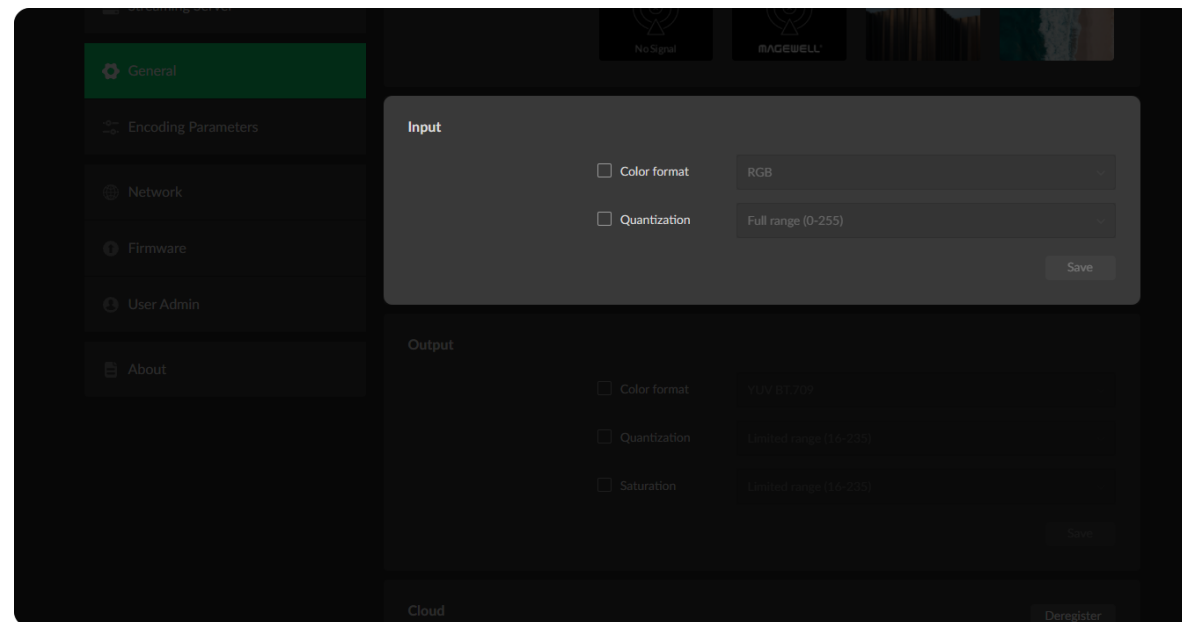 Streaming Server
No Signal
MAGEWELL
General
Encoding Parameters
Network
Firmware
User Admin
About
Input
Color format RGB
Quantization Full range (0-255)
Save
Output
Color format YUV BT.709
Quantization Limited range (16-235)
Saturation Limited range (16-235)
Save
Cloud Deregister